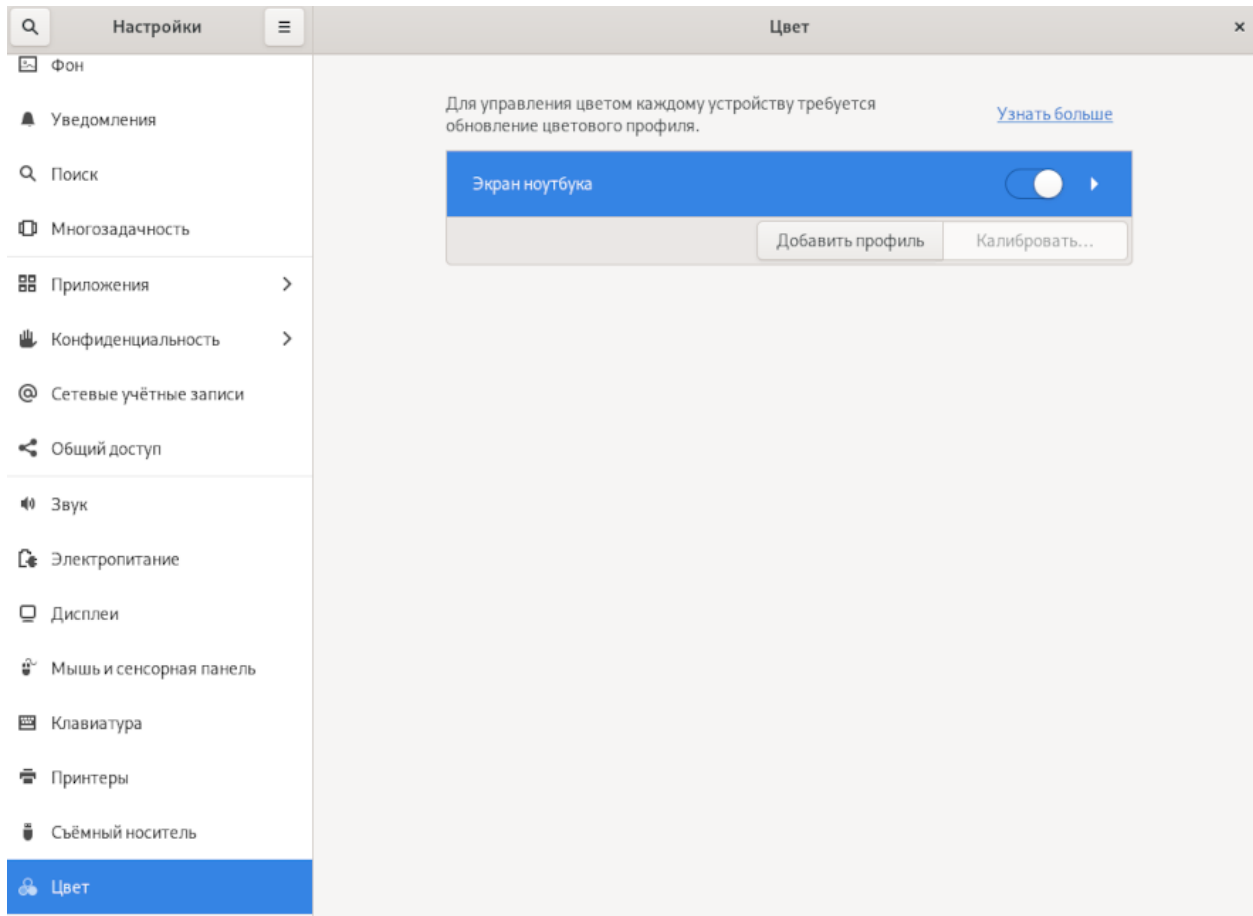 Настройки
Цвет
Фон
Уведомления
Поиск
Многозадачность
Приложения
Конфиденциальность
Сетевые учётные записи
Общий доступ
Звук
Электропитание
Дисплеи
Мышь и сенсорная панель
Клавиатура
Принтеры
Съёмный носитель
Цвет
Для управления цветом каждому устройству требуется
обновление цветового профиля.
Узнать больше
Экран ноутбука
Добавить профиль
Калибровать...